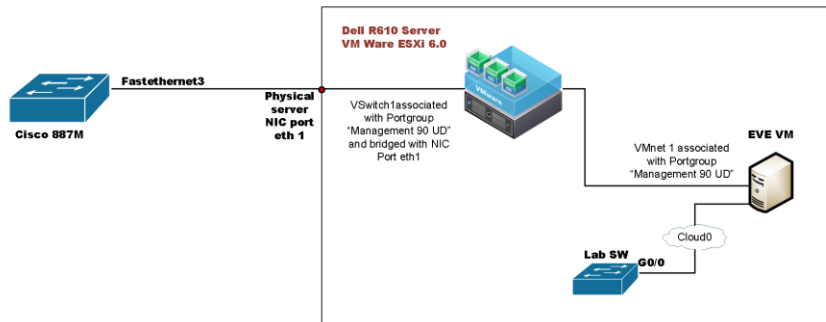 Dell R610 Server
VM Ware ESXi 6.0
Fastethernet3
Cisco 887M
Physical
server
NIC port
eth 1
VSwitch1associated
with Portgroup
“Management 90 UD”
and bridged with NIC
Port eth1
VMware
VMnet 1 associated
with Portgroup
“Management 90 UD”
EVE VM
Cloud0
Lab SW
G0/0